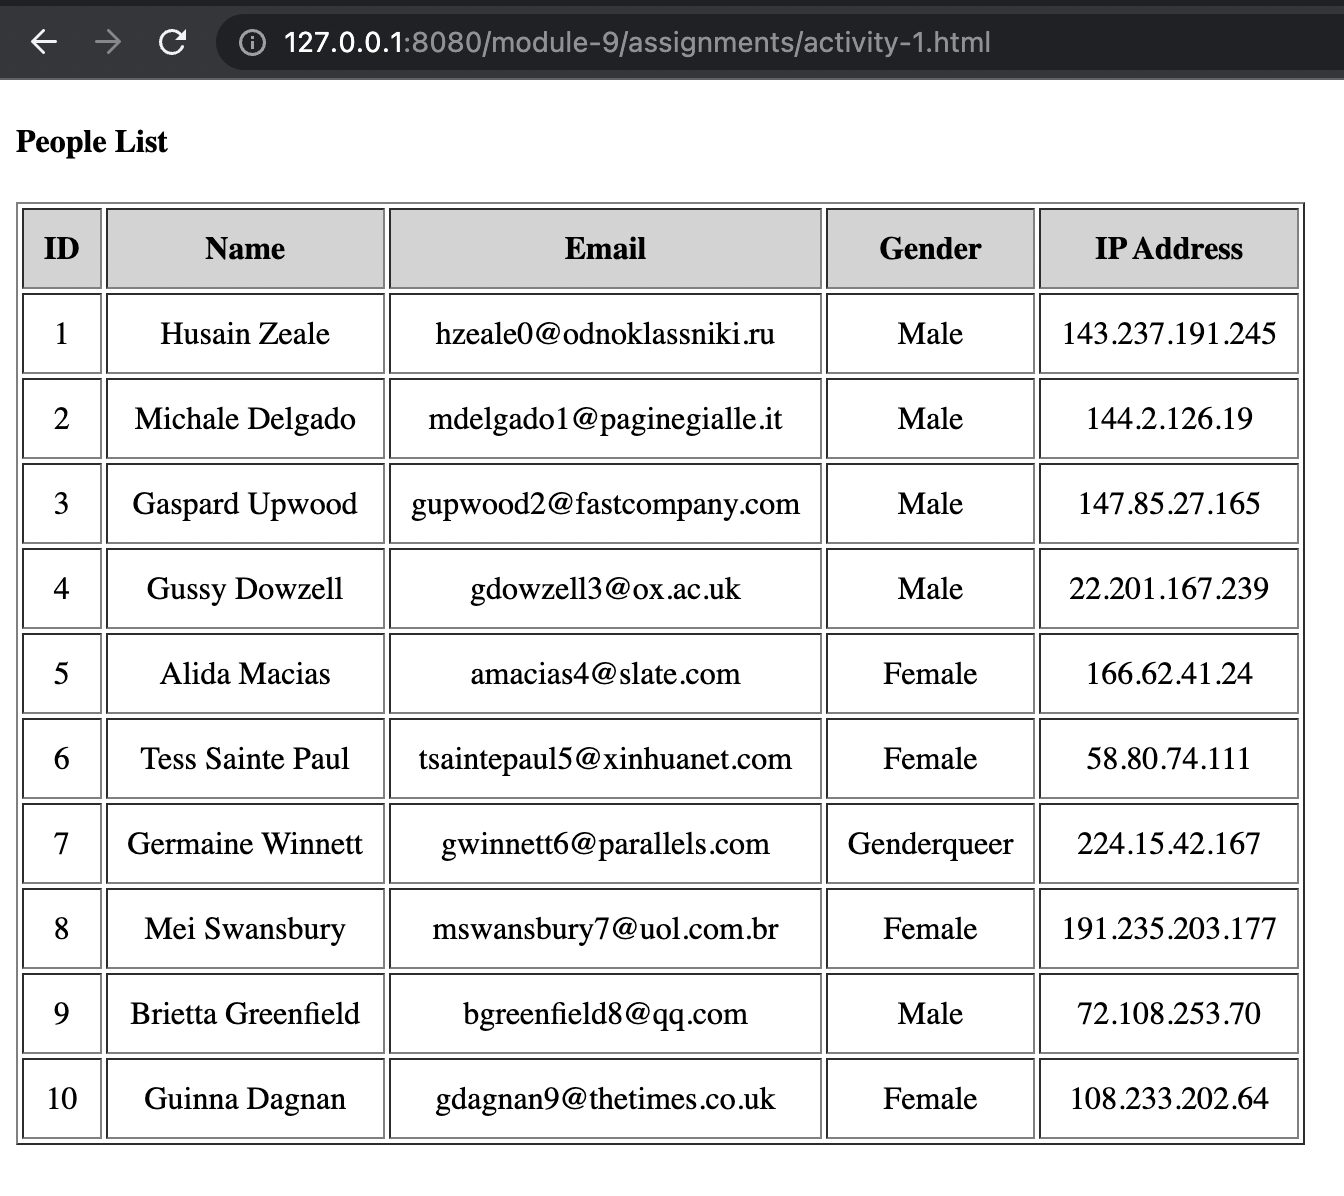 127.0.0.1:8080/module-9/assignments/activity-1.html
People List
ID Name Email Gender IP Address
1 Husain Zeale hzeale0@odnoklassniki.ru Male 143.237.191.245
2 Michale Delgado mdelgado1@paginegialle.it Male 144.2.126.19
3 Gaspard Upwood gupwood2@fastcompany.com Male 147.85.27.165
4 Gussy Dowzell gdowzell3@ox.ac.uk Male 22.201.167.239
5 Alida Macias amacias4@slate.com Female 166.62.41.24
6 Tess Sainte Paul tsaintepaul5@xinhuanet.com Female 58.80.74.111
7 Germaine Winnett gwinnett6@parallels.com Genderqueer 224.15.42.167
8 Mei Swansbury mswansbury7@uol.com.br Female 191.235.203.177
9 Brietta Greenfield bgreenfield8@qq.com Male 72.108.253.70
10 Guinna Dagnan gdagnan9@thetimes.co.uk Female 108.233.202.64